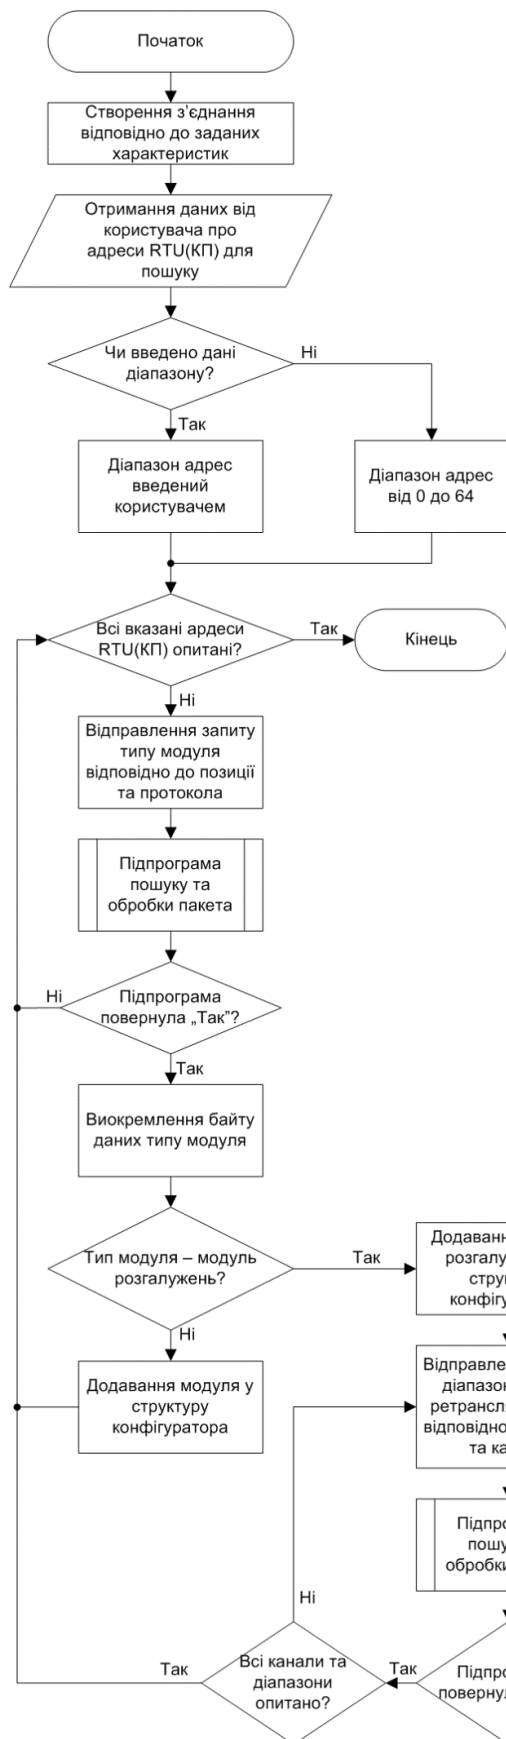 Початок
Створення з’єднання
відповідно до заданих
характеристик
Отримання даних від
користувача про
адреси RTU(КП) для
пошуку
Чи введено дані
діапазону?
Ні
Так
Діапазон адрес
введений
користувачем
Діапазон адрес
від 0 до 64
Всі вказані ардеси
RTU(КП) опитані?
Так
Кінець
Ні
Відправлення запиту
типу модуля
відповідно до позиції
та протокола
Підпрограма
пошуку та
обробки пакета
Ні
Підпрограма
повернула „Так”?
Так
Виокремлення байту
даних типу модуля
Тип модуля – модуль
розгалужень?
Так
Ні
Додавання модуля у
структуру
конфігуратора
діапазон
відповідно
та
Ні
Всі канали та
діапазони
опитано?
Так
Так